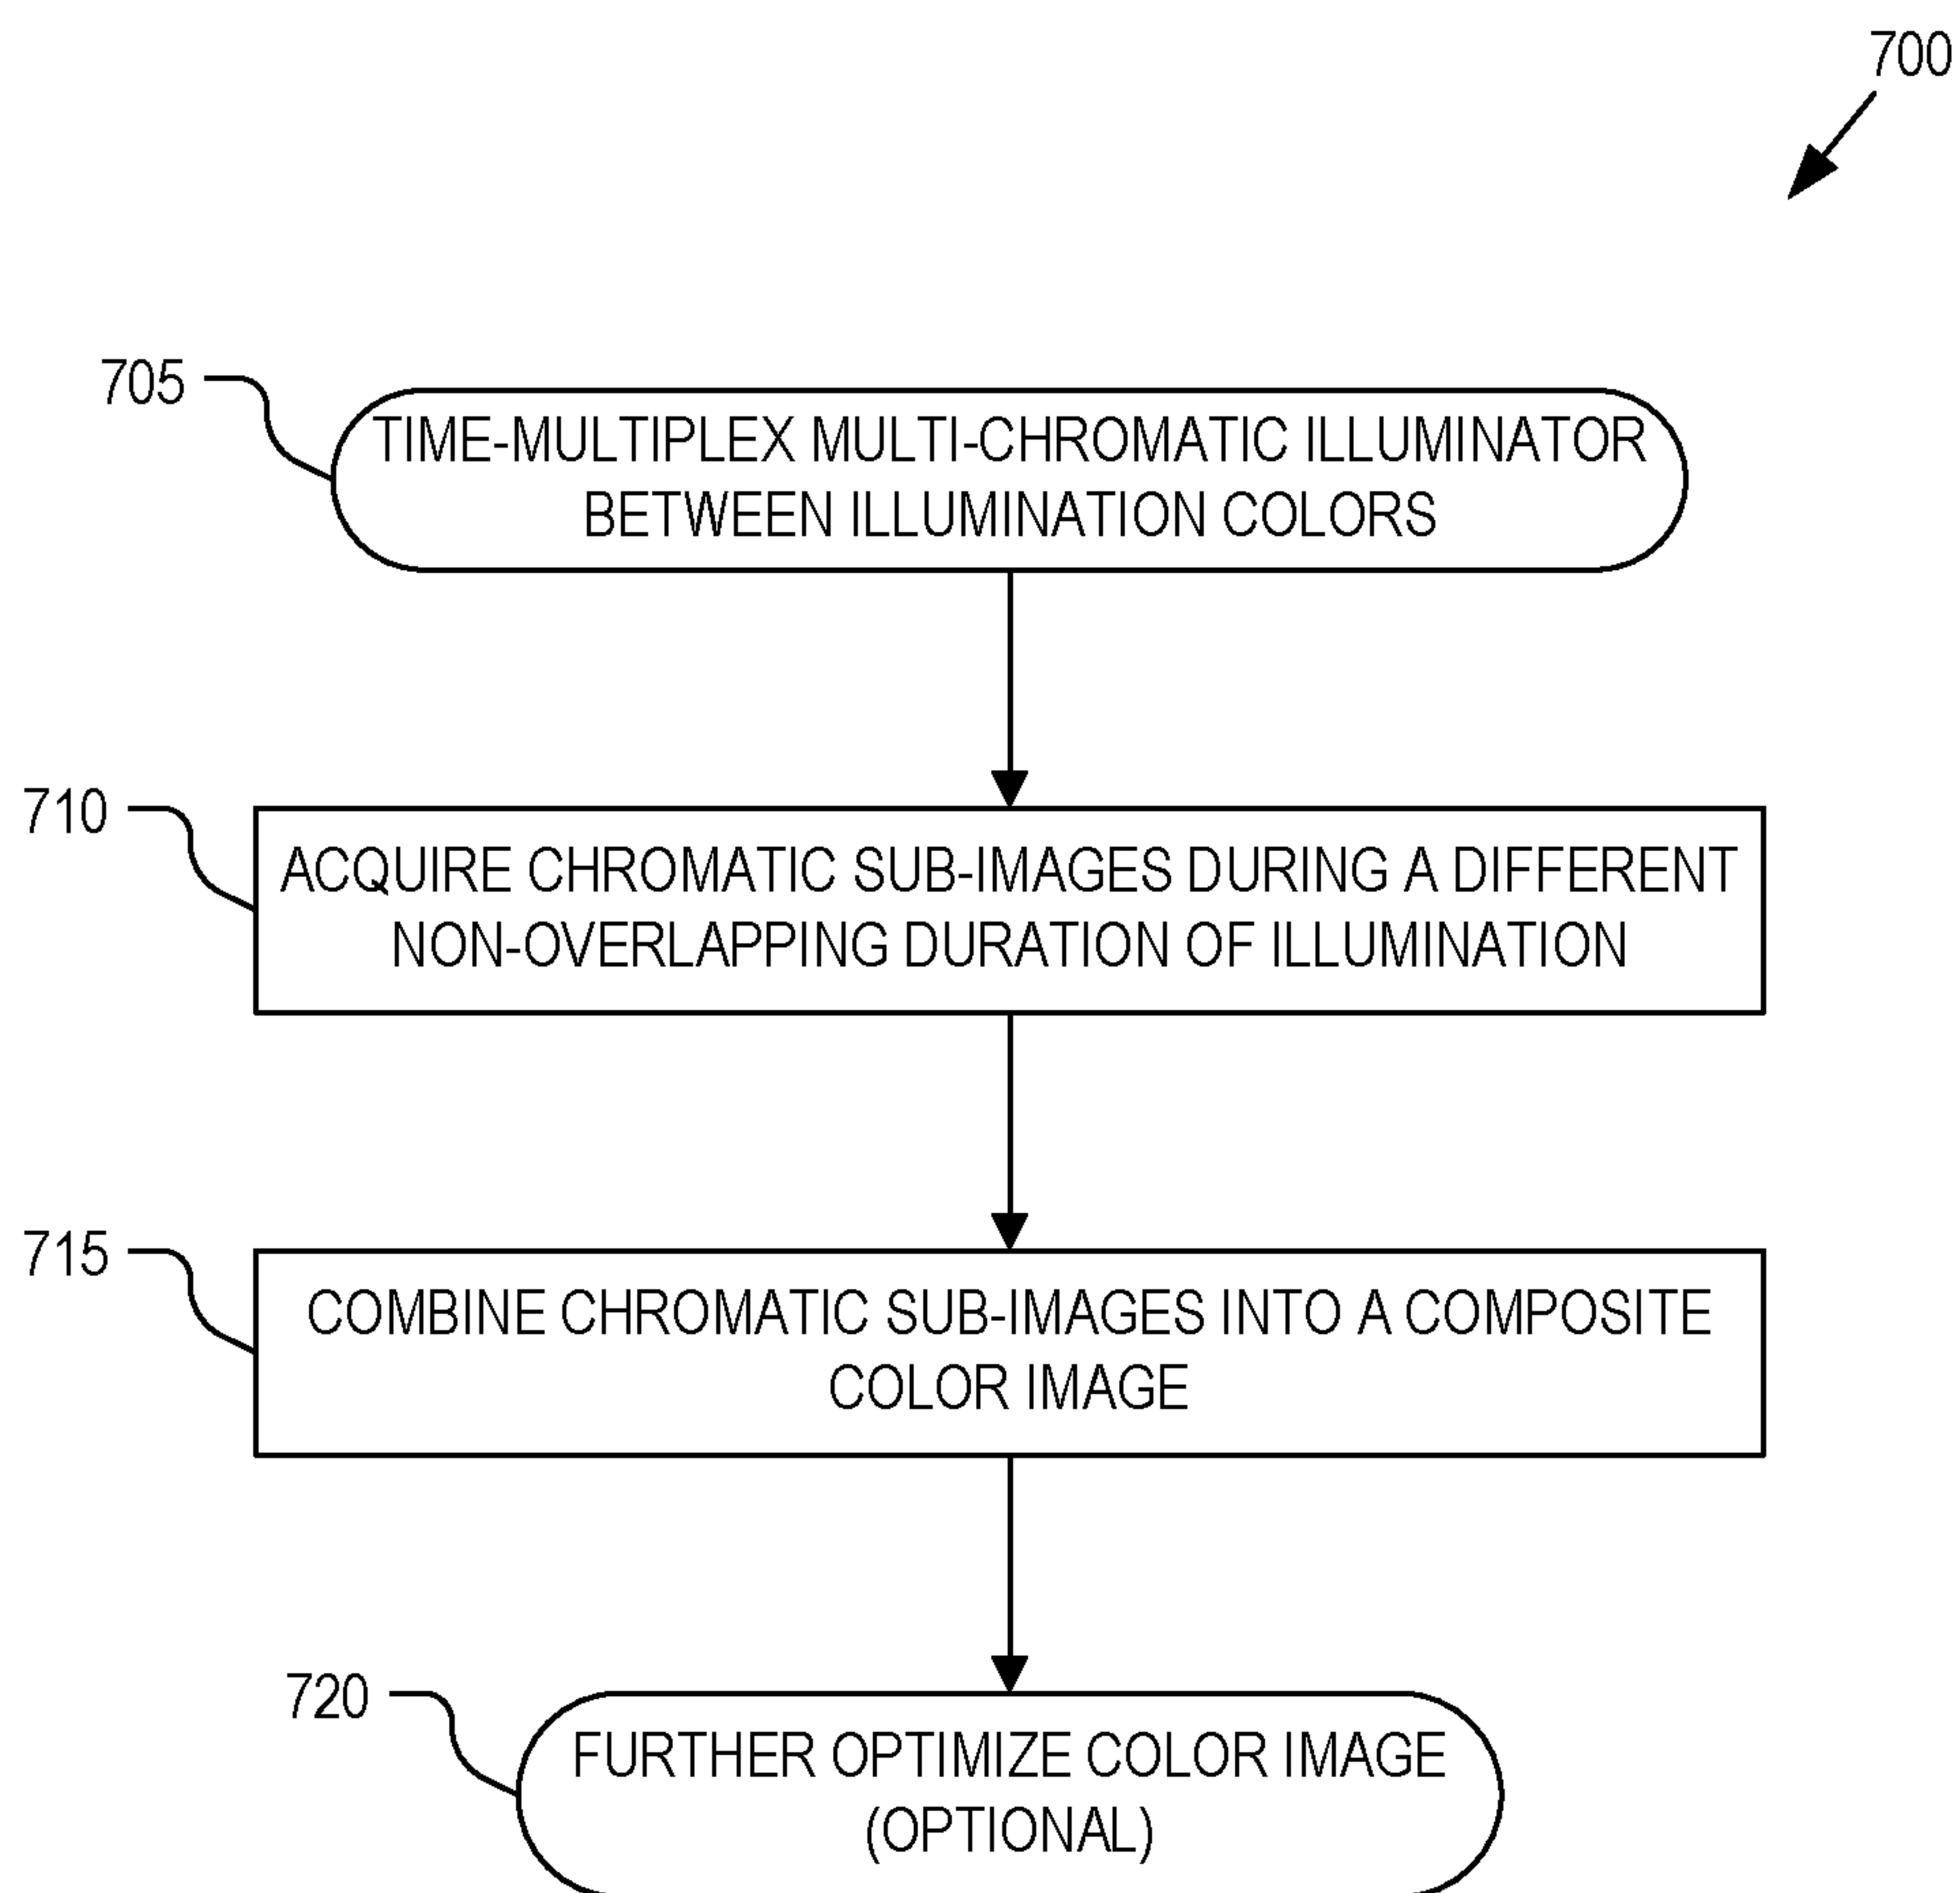 700
705
TIME-MULTIPLEX MULTI-CHROMATIC ILLUMINATOR
BETWEEN ILLUMINATION COLORS
710
ACQUIRE CHROMATIC SUB-IMAGES DURING A DIFFERENT
NON-OVERLAPPING DURATION OF ILLUMINATION
715
COMBINE CHROMATIC SUB-IMAGES INTO A COMPOSITE
COLOR IMAGE
720
FURTHER OPTIMIZE COLOR IMAGE
(OPTIONAL)